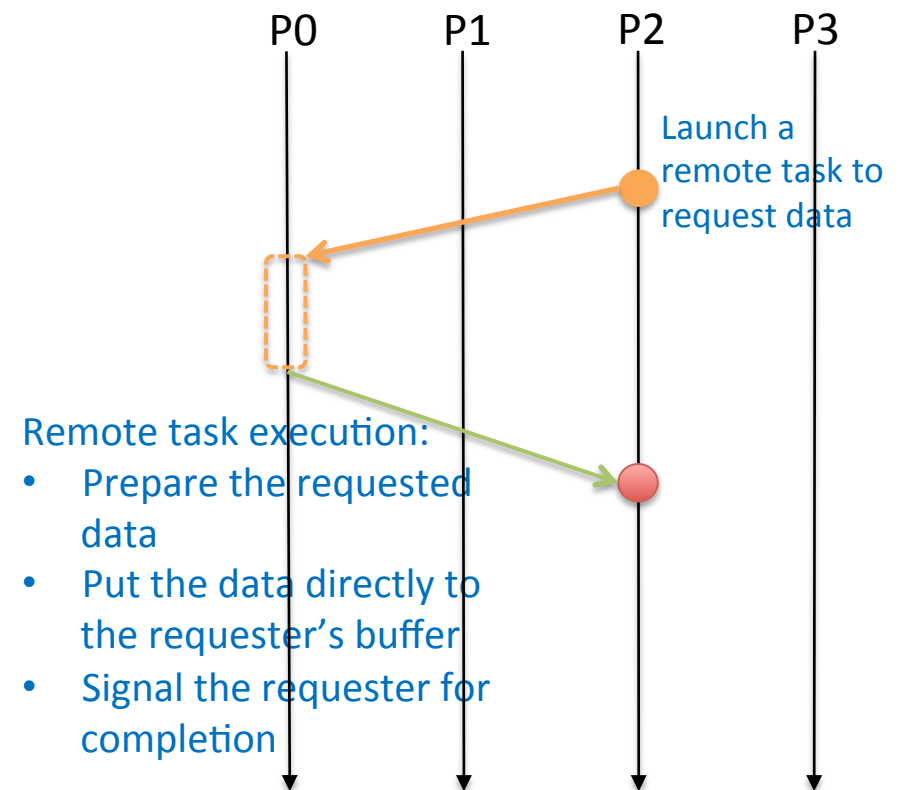 P0 P1 P2 P3
Launch a
remote task to
request data
Remote task execution:
• Prepare the requested
data
• Put the data directly to
the requester’s buffer
• Signal the requester for
completion